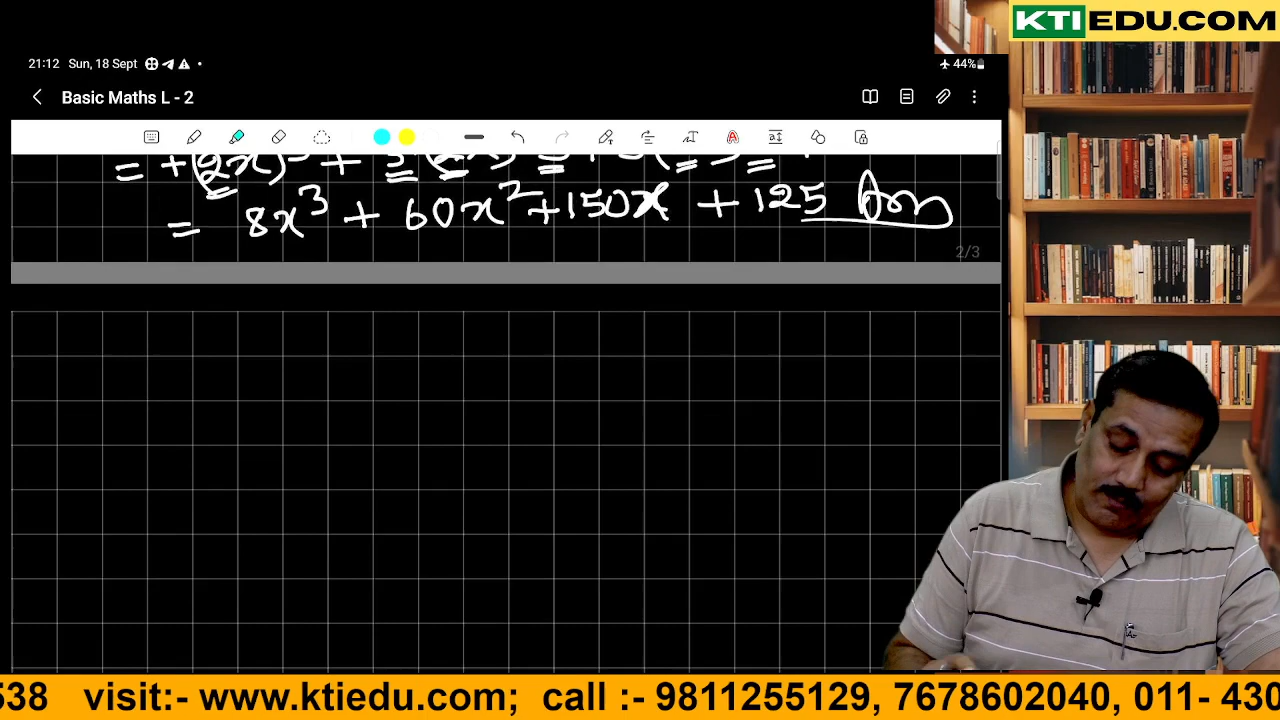 KTIEDU.COM
21:12 Sun, 18 Sept 44%
Basic Maths L - 2
= 8x³ + 60x² + 150x + 125 Ans
2/3
538 visit:- www.ktiedu.com; call :- 9811255129, 7678602040, 011- 430